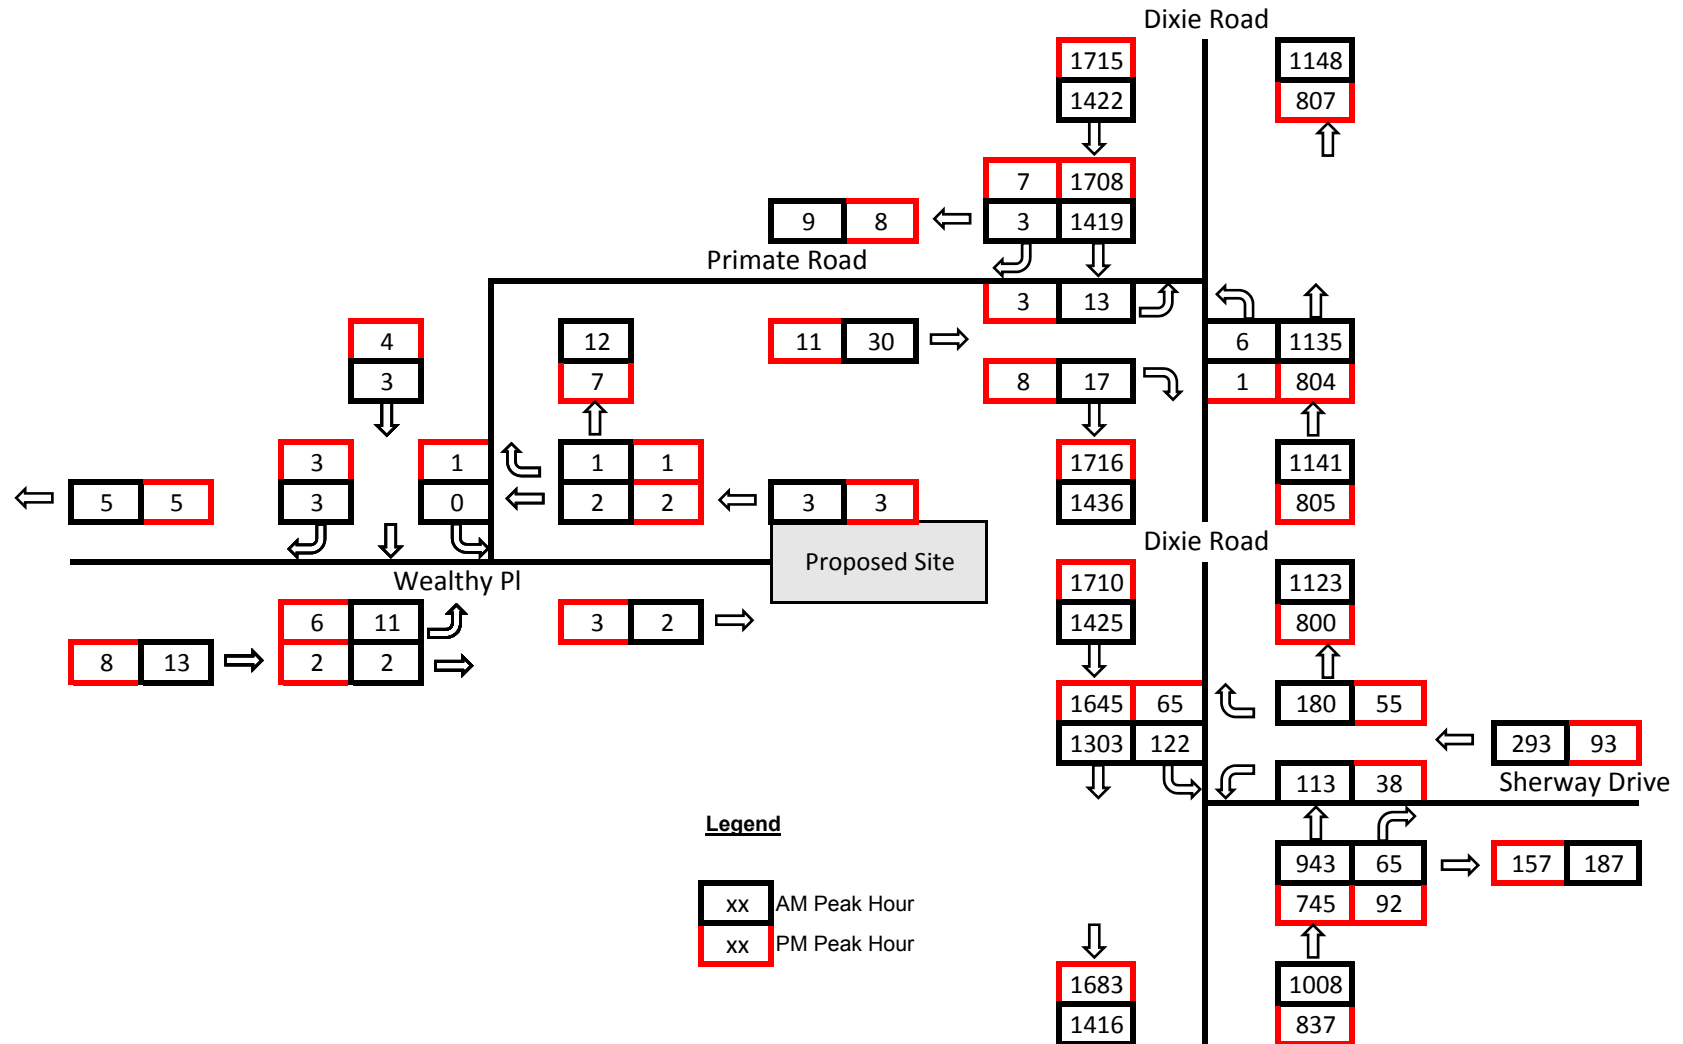 Dixie Road
1715 1148
1422 807
7 1708
9 8 3 1419
Primate Road
3 13
4 12 11 30 6 1135
3 7 8 17 1 804
3 1 1 1 1716 1141
5 5 3 0 2 2 3 3 1436 805
Dixie Road
Proposed Site
Wealthy Pl
1710 1123
6 11 3 2 1425 800
8 13 2 2
1645 65 180 55
1303 122 293 93
113 38 Sherway Drive
Legend
943 65 157 187
xx AM Peak Hour 745 92
xx PM Peak Hour
1683 1008
1416 837